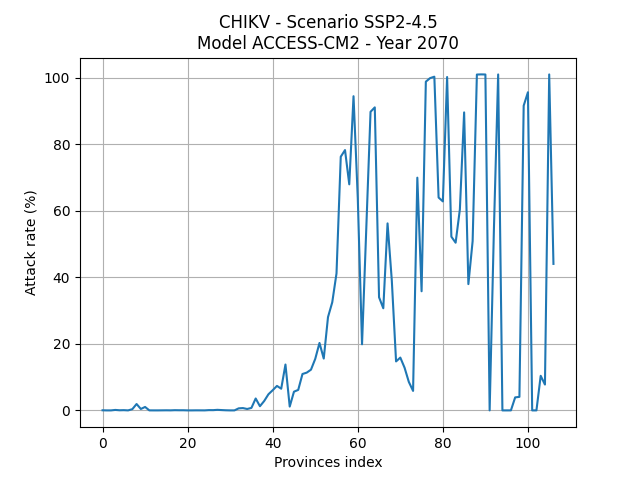 CHIKV - Scenario SSP2-4.5
Model ACCESS-CM2 - Year 2070
Attack rate (%)
100
80
60
40
20
0
0 20 40 60 80 100
Provinces index